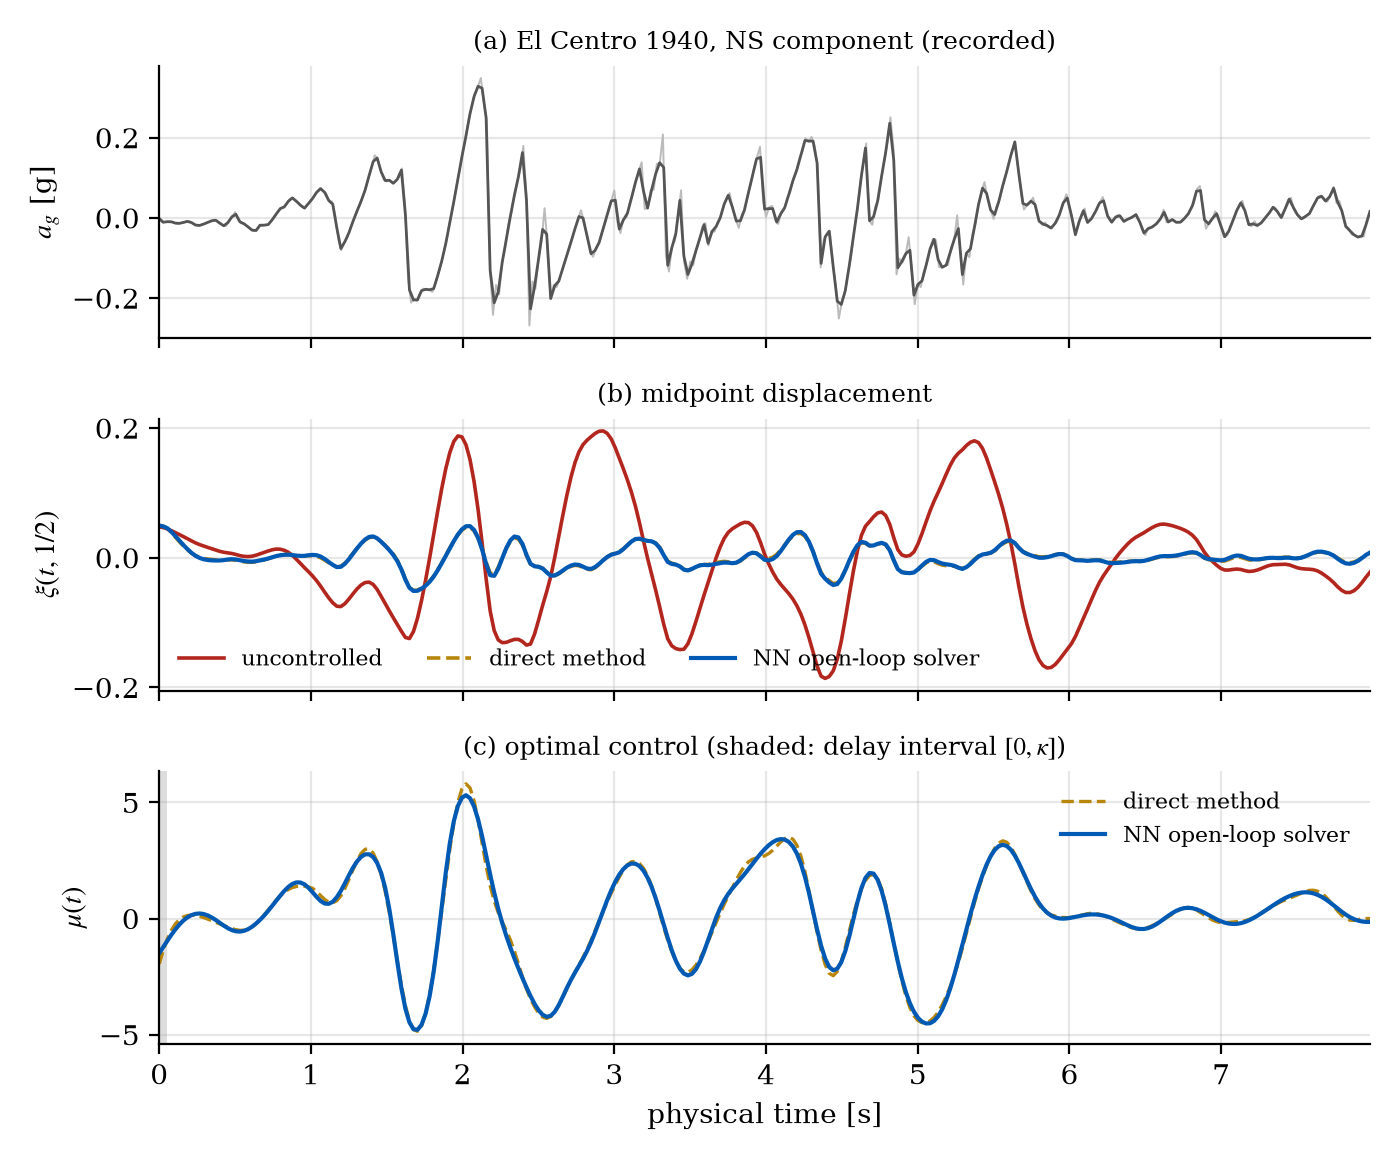 (a) El Centro 1940, NS component (recorded)
a_g [g]
0.2
0.0
−0.2
(b) midpoint displacement
ξ(t, 1/2)
0.2
0.0
−0.2
uncontrolled
direct method
NN open-loop solver
(c) optimal control (shaded: delay interval [0, κ])
μ(t)
5
0
−5
direct method
NN open-loop solver
0 1 2 3 4 5 6 7
physical time [s]